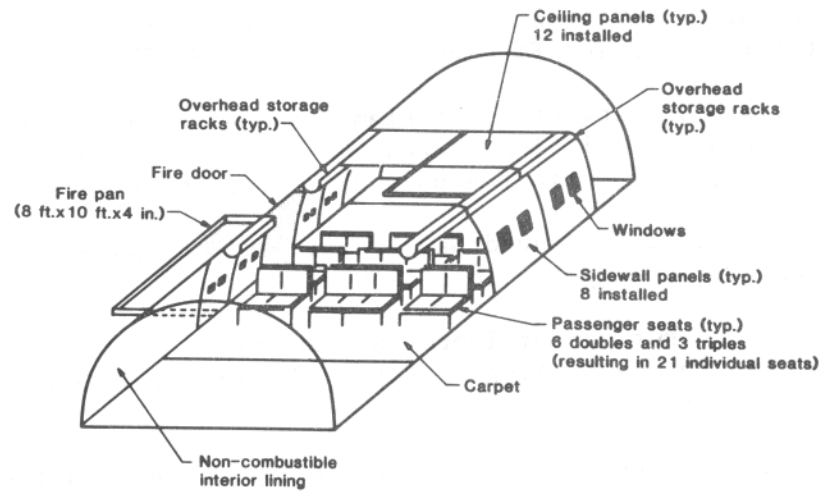 Ceiling panels (typ.)
12 installed
Overhead storage
racks (typ.)
Overhead
storage racks
(typ.)
Fire door
Fire pan
(8 ft.x10 ft.x4 in.)
Windows
Sidewall panels (typ.)
8 installed
Passenger seats (typ.)
6 doubles and 3 triples
(resulting in 21 individual seats)
Carpet
Non-combustible
interior lining